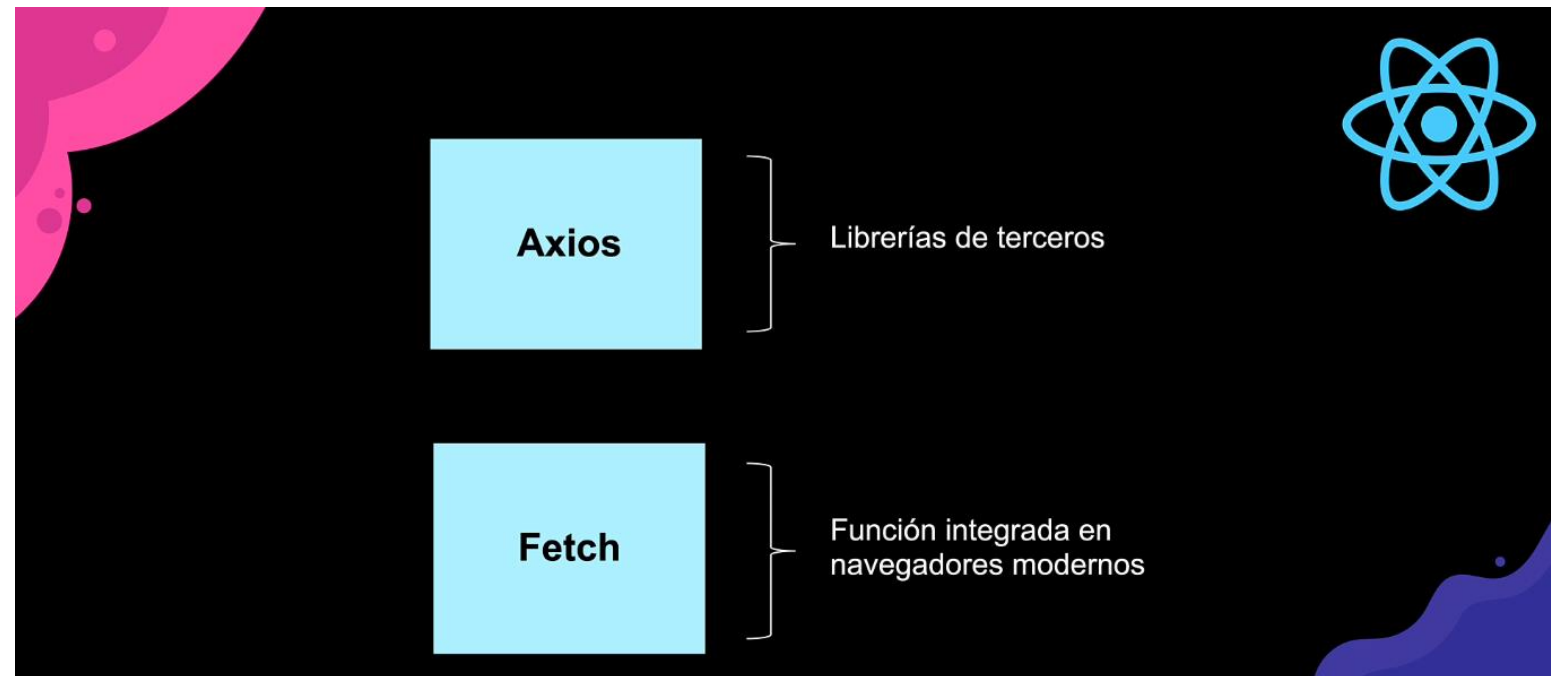 Axios
Librerías de terceros
Fetch
Función integrada en
navegadores modernos